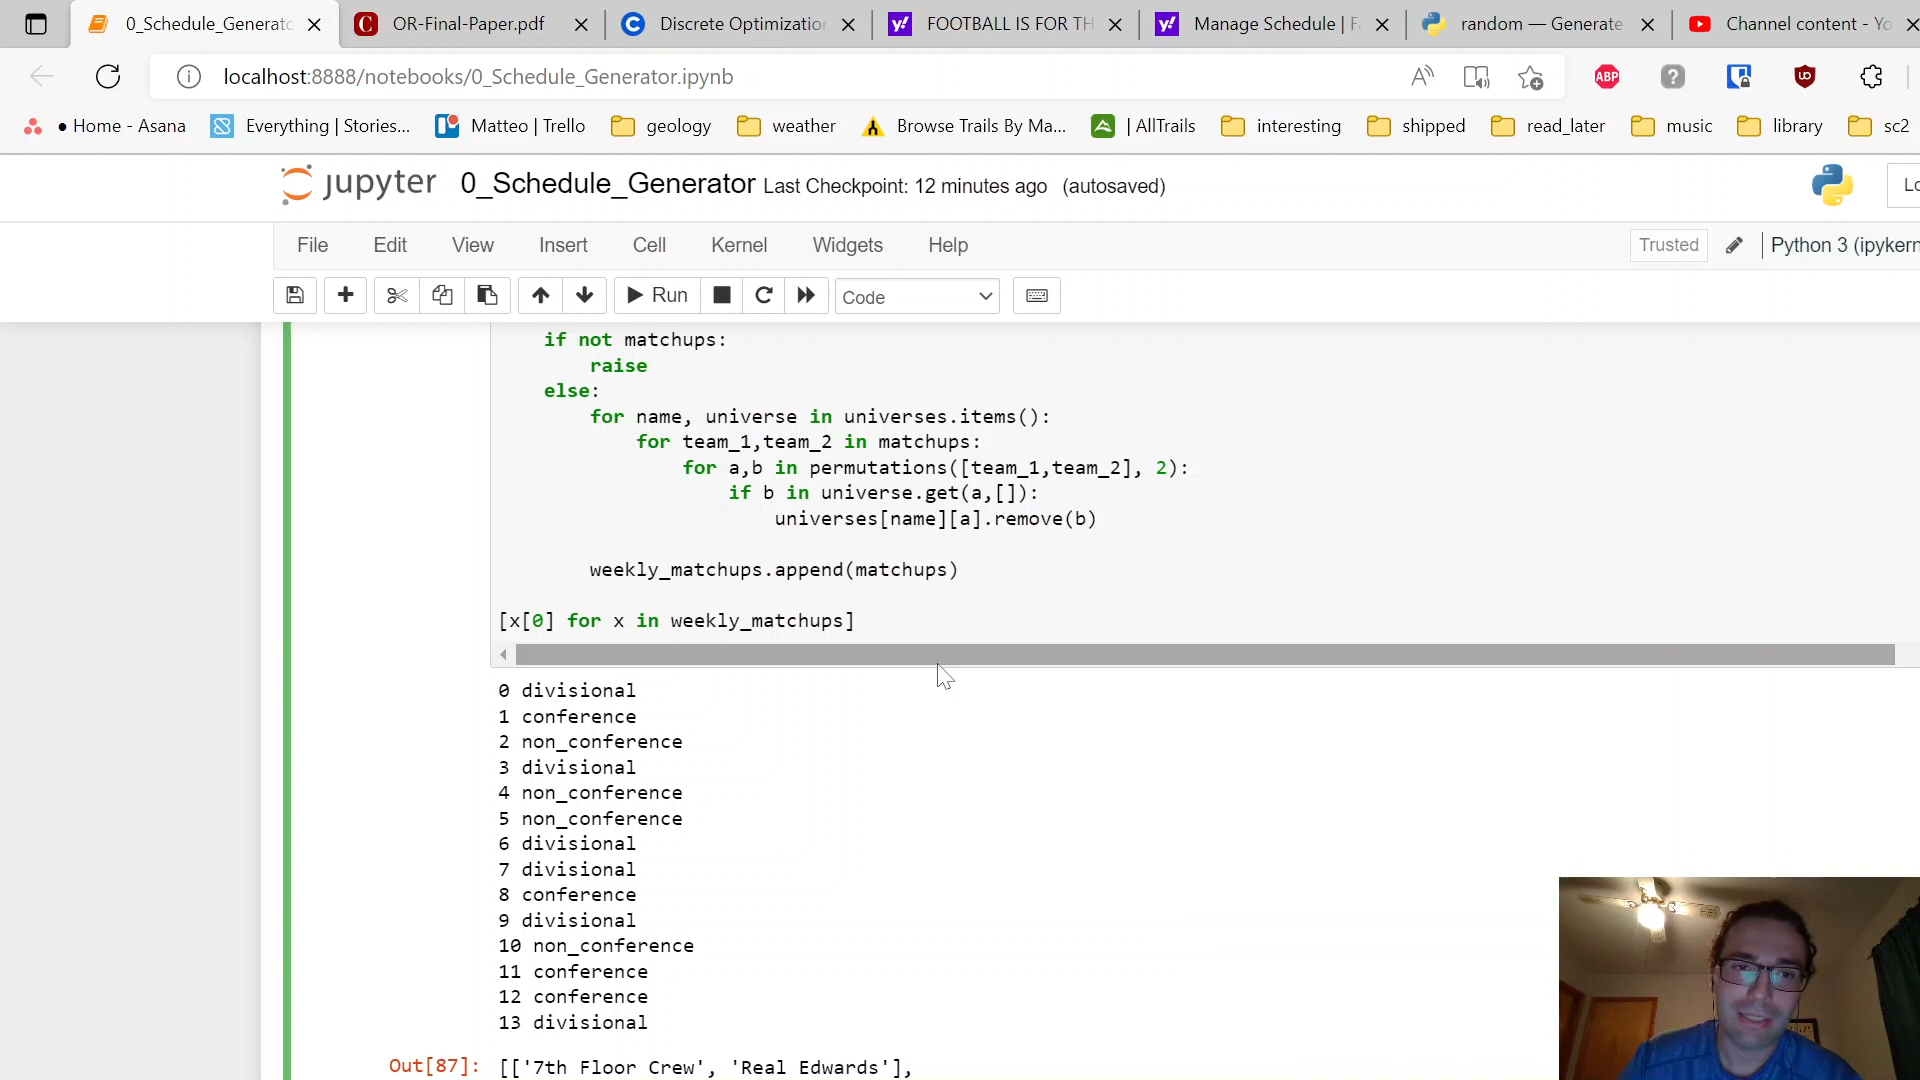 0_Schedule_Generato
OR-Final-Paper.pdf
Discrete Optimizatio
FOOTBALL IS FOR TH
Manage Schedule | Fa
random — Generate
Channel content - Yo
localhost:8888/notebooks/0_Schedule_Generator.ipynb
ABP
● Home - Asana
Everything | Stories...
Matteo | Trello
geology
weather
Browse Trails By Ma...
| AllTrails
interesting
shipped
read_later
music
library
sc2
jupyter
0_Schedule_Generator Last Checkpoint: 12 minutes ago (autosaved)
File Edit View Insert Cell Kernel Widgets Help
Trusted
Python 3 (ipykern
Run
Code
if not matchups:
raise
else:
for name, universe in universes.items():
for team_1,team_2 in matchups:
for a,b in permutations([team_1,team_2], 2):
if b in universe.get(a,[]):
universes[name][a].remove(b)
weekly_matchups.append(matchups)
[x[0] for x in weekly_matchups]
0 divisional
1 conference
2 non_conference
3 divisional
4 non_conference
5 non_conference
6 divisional
7 divisional
8 conference
9 divisional
10 non_conference
11 conference
12 conference
13 divisional
Out[87]: [['7th Floor Crew', 'Real Edwards'],